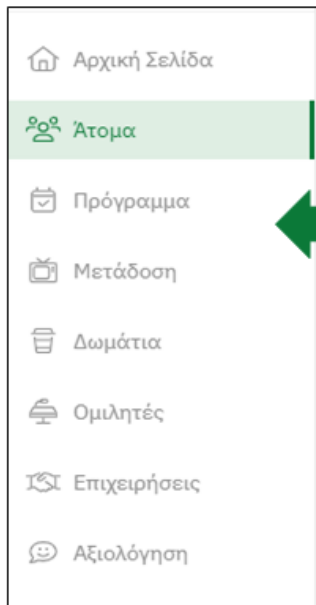 Αρχική Σελίδα
Άτομα
Πρόγραμμα
Μετάδοση
Δωμάτια
Ομιλητές
Επιχειρήσεις
Αξιολόγηση